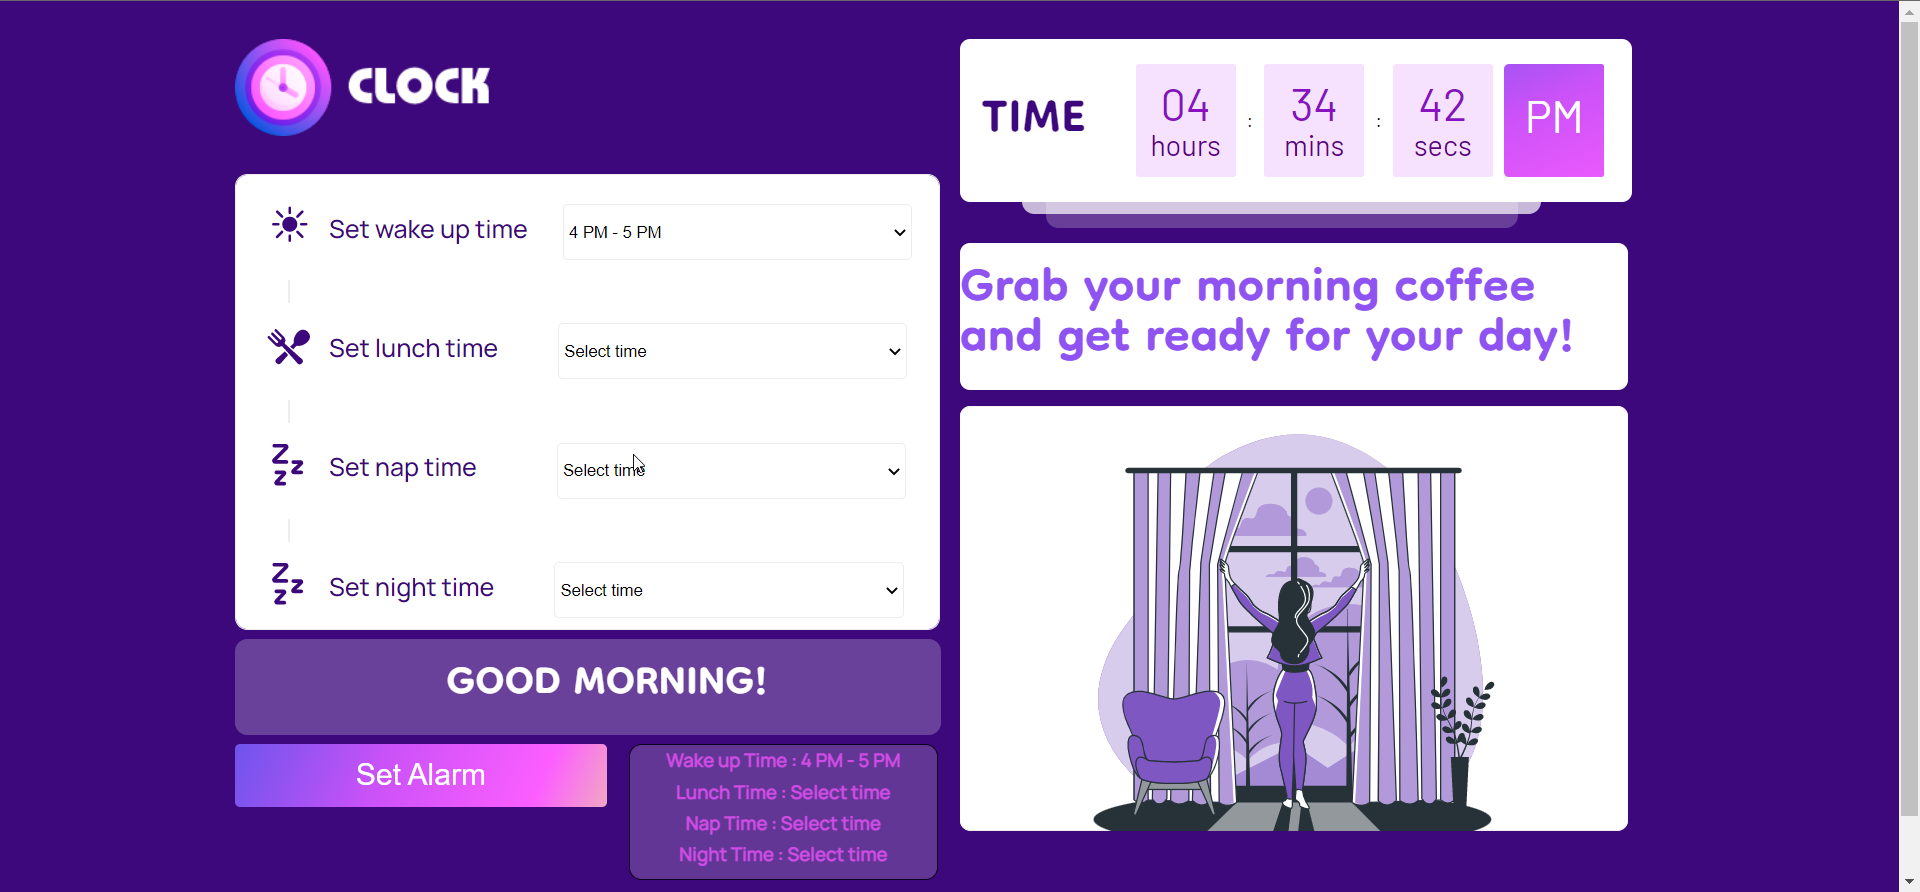 CLOCK
Set wake up time
4 PM - 5 PM
Set lunch time
Select time
Set nap time
Select time
Set night time
Select time
GOOD MORNING!
Set Alarm
Wake up Time : 4 PM - 5 PM
Lunch Time : Select time
Nap Time : Select time
Night Time : Select time
TIME
04 : 34 : 42 PM
hours mins secs
Grab your morning coffee
and get ready for your day!